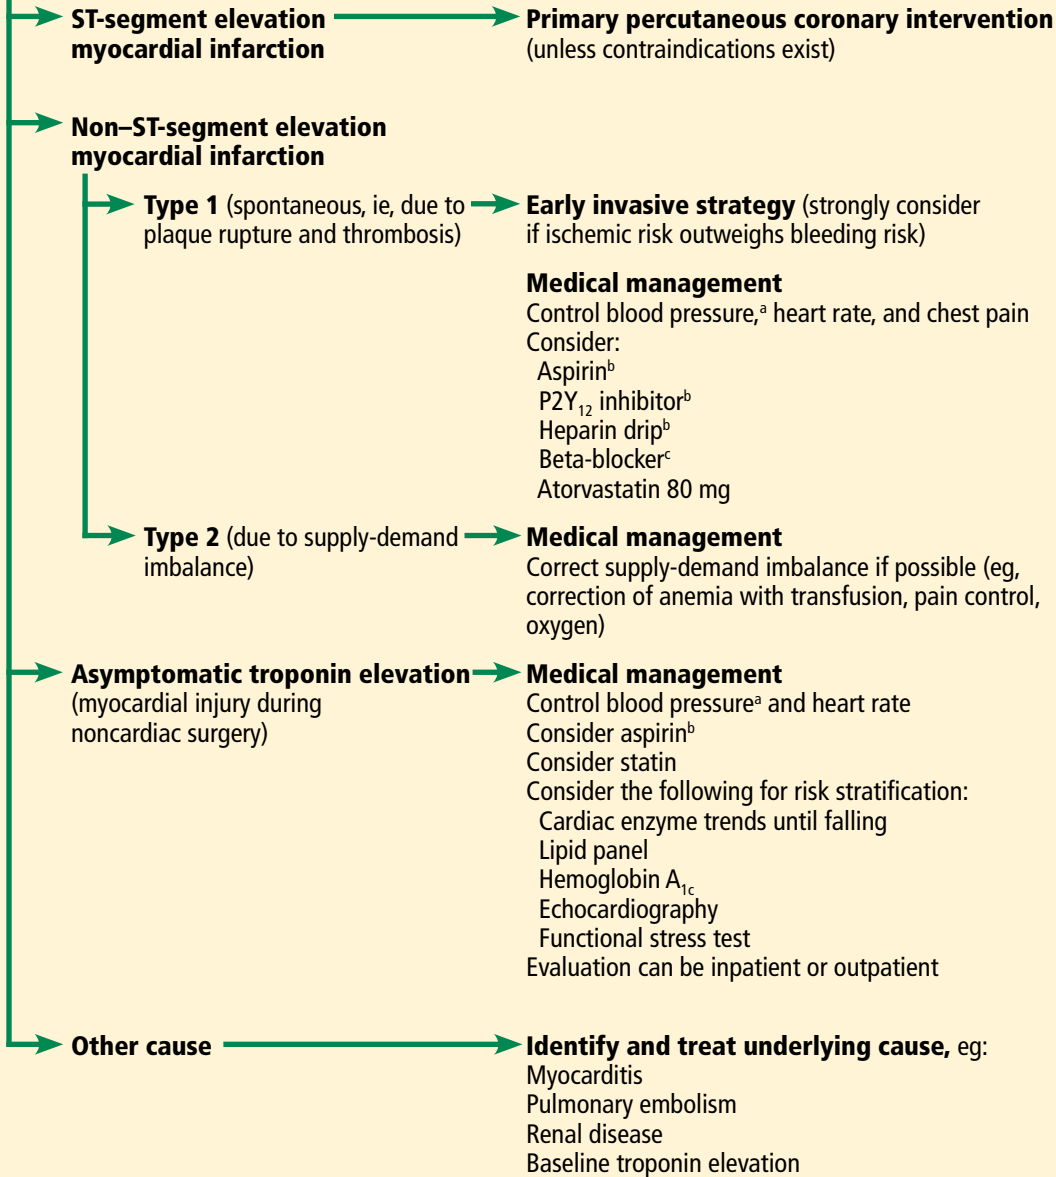 ST-segment elevation
myocardial infarction
Primary percutaneous coronary intervention
(unless contraindications exist)
Non–ST-segment elevation
myocardial infarction
Type 1 (spontaneous, ie, due to
plaque rupture and thrombosis)
Early invasive strategy (strongly consider
if ischemic risk outweighs bleeding risk)
Medical management
Control blood pressure,ᵃ heart rate, and chest pain
Consider:
Aspirinᵇ
P2Y₁₂ inhibitorᵇ
Heparin dripᵇ
Beta-blockerᶜ
Atorvastatin 80 mg
Type 2 (due to supply-demand
imbalance)
Medical management
Correct supply-demand imbalance if possible (eg,
correction of anemia with transfusion, pain control,
oxygen)
Asymptomatic troponin elevation
(myocardial injury during
noncardiac surgery)
Medical management
Control blood pressureᵃ and heart rate
Consider aspirinᵇ
Consider statin
Consider the following for risk stratification:
Cardiac enzyme trends until falling
Lipid panel
Hemoglobin A₁c
Echocardiography
Functional stress test
Evaluation can be inpatient or outpatient
Other cause
Identify and treat underlying cause, eg:
Myocarditis
Pulmonary embolism
Renal disease
Baseline troponin elevation